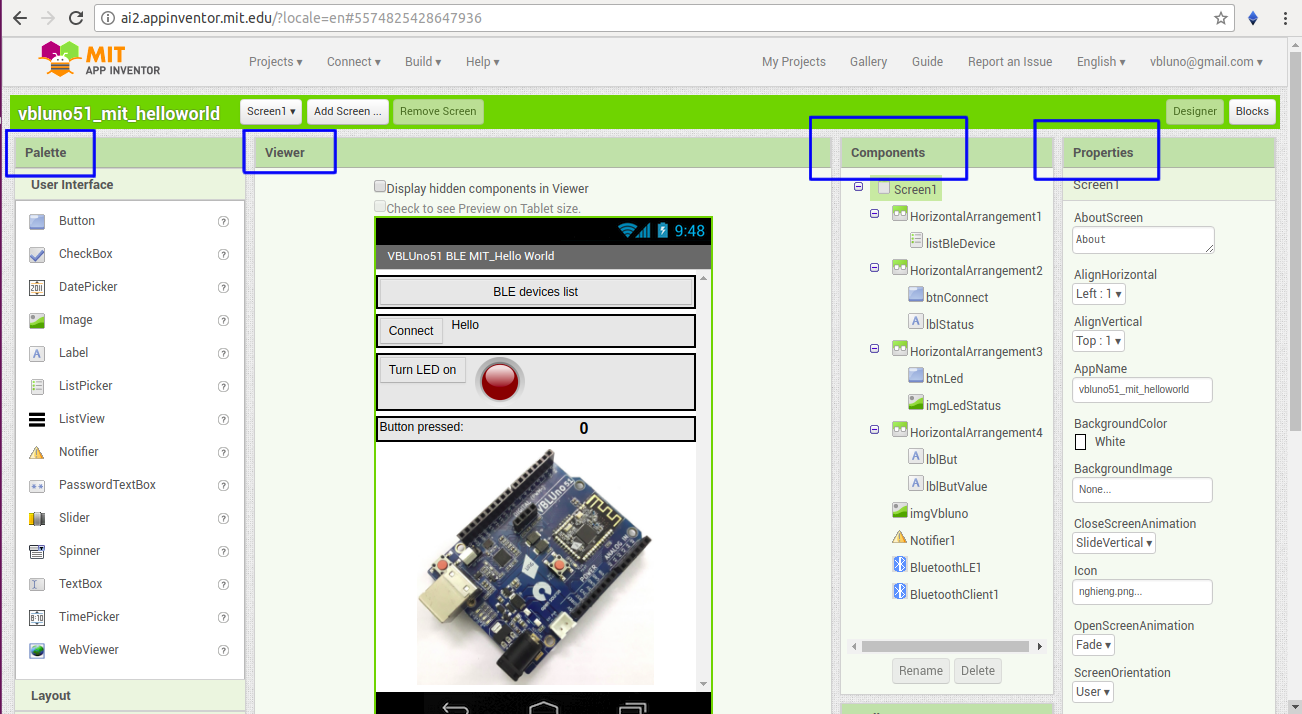 ai2.appinventor.mit.edu/?locale=en#5574825428647936
MIT
APP INVENTOR
Projects ▾ Connect ▾ Build ▾ Help ▾ My Projects Gallery Guide Report an Issue English ▾ vbluno@gmail.com ▾
vbluno51_mit_helloworld Screen1 ▾ Add Screen ... Remove Screen Designer Blocks
Palette
User Interface
Button
CheckBox
DatePicker
Image
Label
ListPicker
ListView
Notifier
PasswordTextBox
Slider
Spinner
TextBox
TimePicker
WebViewer
Layout
Viewer
Display hidden components in Viewer
Check to see Preview on Tablet size.
9:48
VBLUno51 BLE MIT_Hello World
BLE devices list
Connect Hello
Turn LED on
Button pressed: 0
VBLUno51
ANALOG IN
POWER
Components
Screen1
HorizontalArrangement1
listBleDevice
HorizontalArrangement2
btnConnect
lblStatus
HorizontalArrangement3
btnLed
imgLedStatus
HorizontalArrangement4
lblBut
lblButValue
imgVbluno
Notifier1
BluetoothLE1
BluetoothClient1
Rename Delete
Properties
Screen1
AboutScreen
About
AlignHorizontal
Left : 1 ▾
AlignVertical
Top : 1 ▾
AppName
vbluno51_mit_helloworld
BackgroundColor
White
BackgroundImage
None...
CloseScreenAnimation
SlideVertical ▾
Icon
nghieng.png...
OpenScreenAnimation
Fade ▾
ScreenOrientation
User ▾